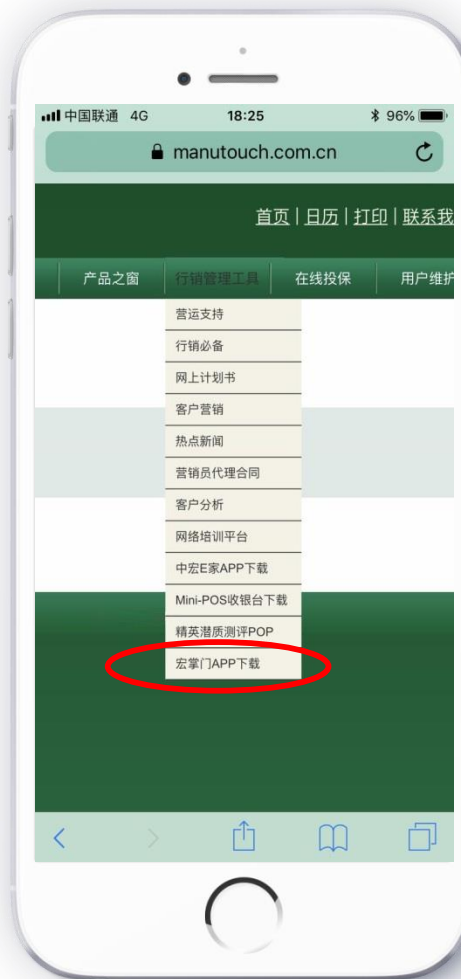 中国联通 4G 18:25 96%
manutouch.com.cn
首页 | 日历 | 打印 | 联系我
产品之窗 行销管理工具 在线投保 用户维护
营运支持
行销必备
网上计划书
客户营销
热点新闻
营销员代理合同
客户分析
网络培训平台
中宏E家APP下载
Mini-POS收银台下载
精英潜质测评POP
宏掌门APP下载